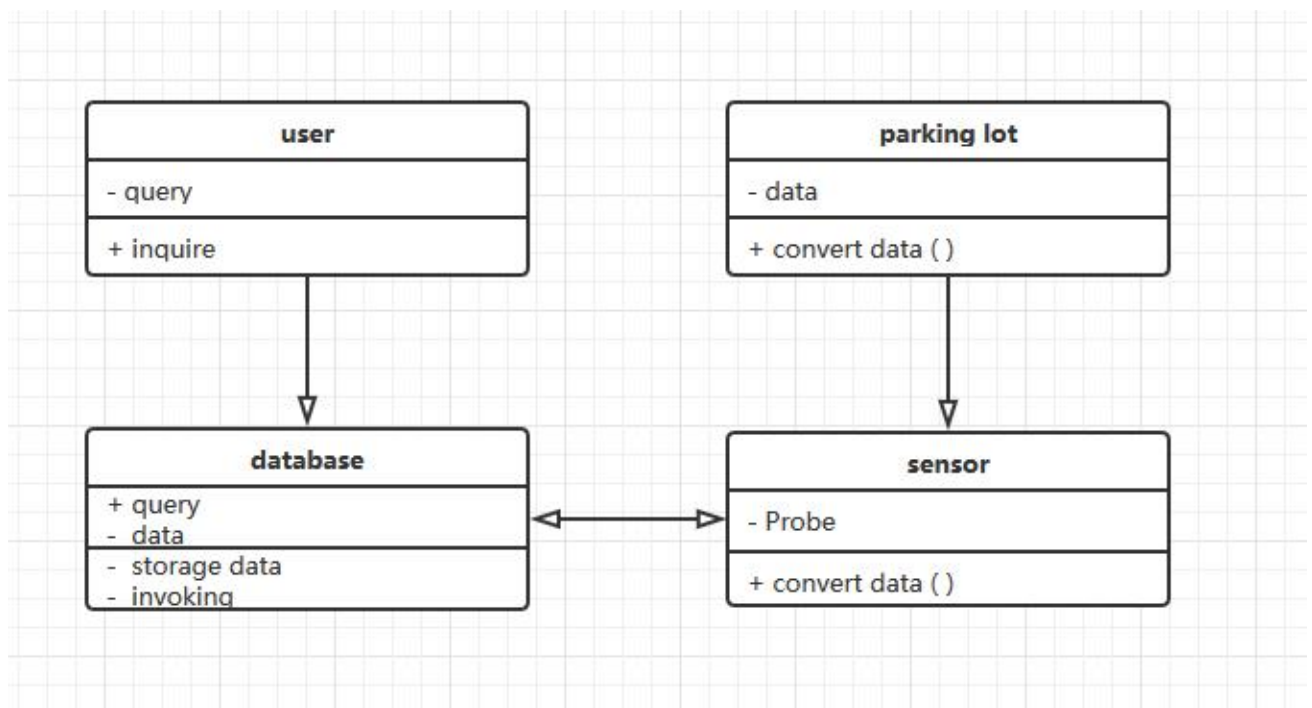 user
- query
+ inquire
parking lot
- data
+ convert data ( )
database
+ query
- data
- storage data
- invoking
sensor
- Probe
+ convert data ( )